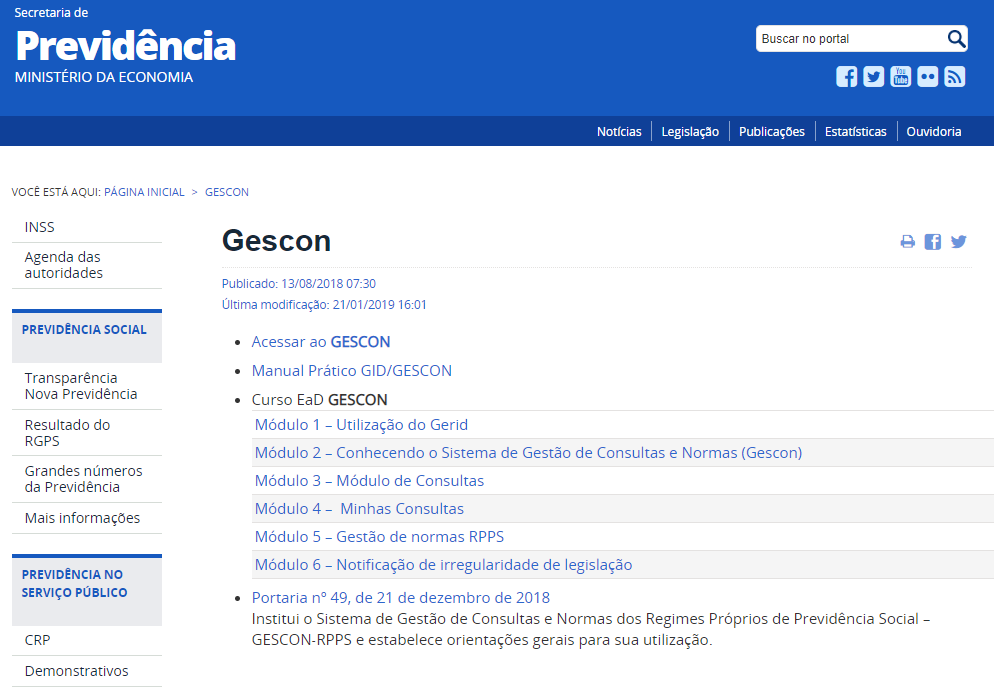 Secretaria de
Previdência
MINISTÉRIO DA ECONOMIA
Buscar no portal
You
Tube
Notícias
Legislação
Publicações
Estatísticas
Ouvidoria
VOCÊ ESTÁ AQUI: PÁGINA INICIAL > GESCON
INSS
Agenda das
autoridades
PREVIDÊNCIA SOCIAL
Transparência
Nova Previdência
Resultado do
RGPS
Grandes números
da Previdência
Mais informações
PREVIDÊNCIA NO
SERVIÇO PÚBLICO
CRP
Demonstrativos
Gescon
Publicado: 13/08/2018 07:30
Última modificação: 21/01/2019 16:01
Acessar ao GESCON
Manual Prático GID/GESCON
Curso EaD GESCON
Módulo 1 – Utilização do Gerid
Módulo 2 – Conhecendo o Sistema de Gestão de Consultas e Normas (Gescon)
Módulo 3 – Módulo de Consultas
Módulo 4 – Minhas Consultas
Módulo 5 – Gestão de normas RPPS
Módulo 6 – Notificação de irregularidade de legislação
Portaria nº 49, de 21 de dezembro de 2018
Institui o Sistema de Gestão de Consultas e Normas dos Regimes Próprios de Previdência Social –
GESCON-RPPS e estabelece orientações gerais para sua utilização.